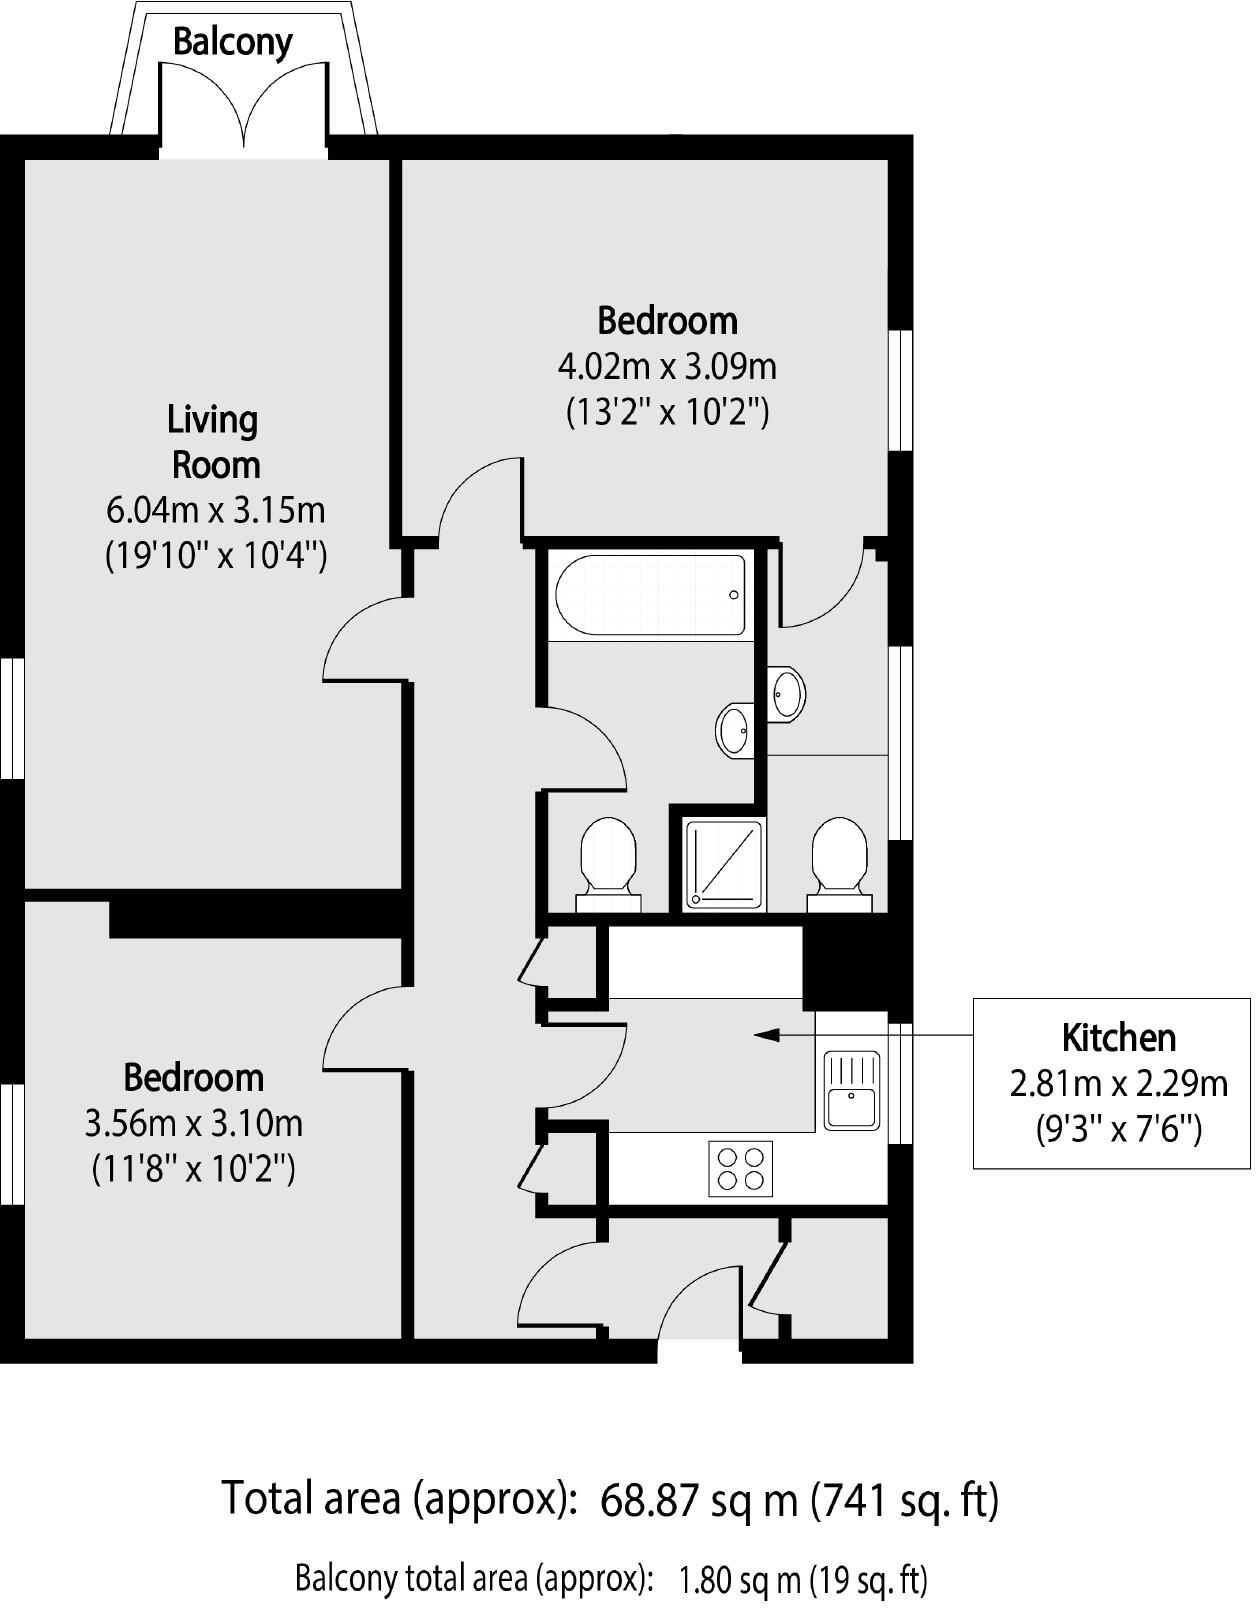 Balcony
Bedroom
4.02m x 3.09m
(13'2" x 10'2")
Living
Room
6.04m x 3.15m
(19'10" x 10'4")
Kitchen
2.81m x 2.29m
(9'3" x 7'6")
Bedroom
3.56m x 3.10m
(11'8" x 10'2")
Total area (approx): 68.87 sq m (741 sq. ft)
Balcony total area (approx): 1.80 sq m (19 sq. ft)